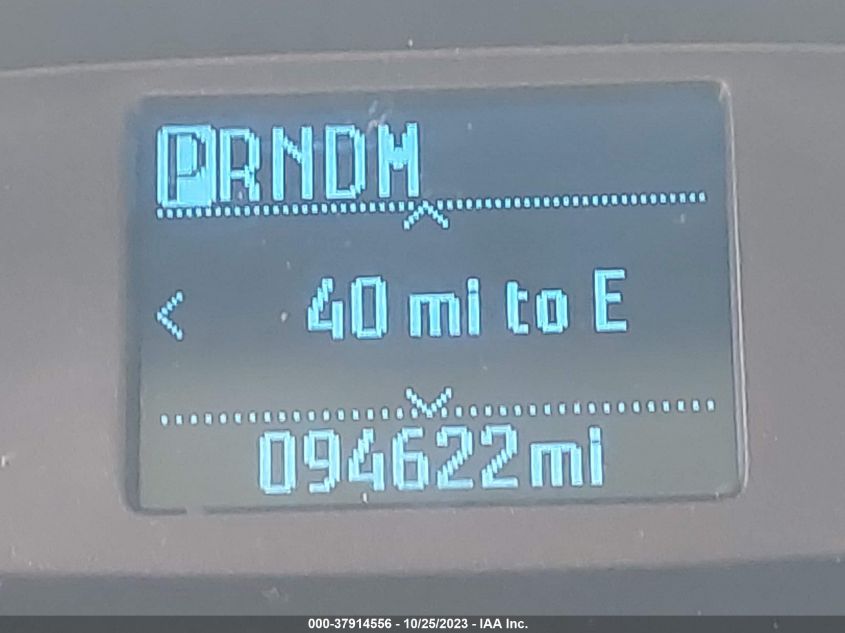 PRNDM
< 40 mi to E
094622mi
000-37914556 - 10/25/2023 - IAA Inc.